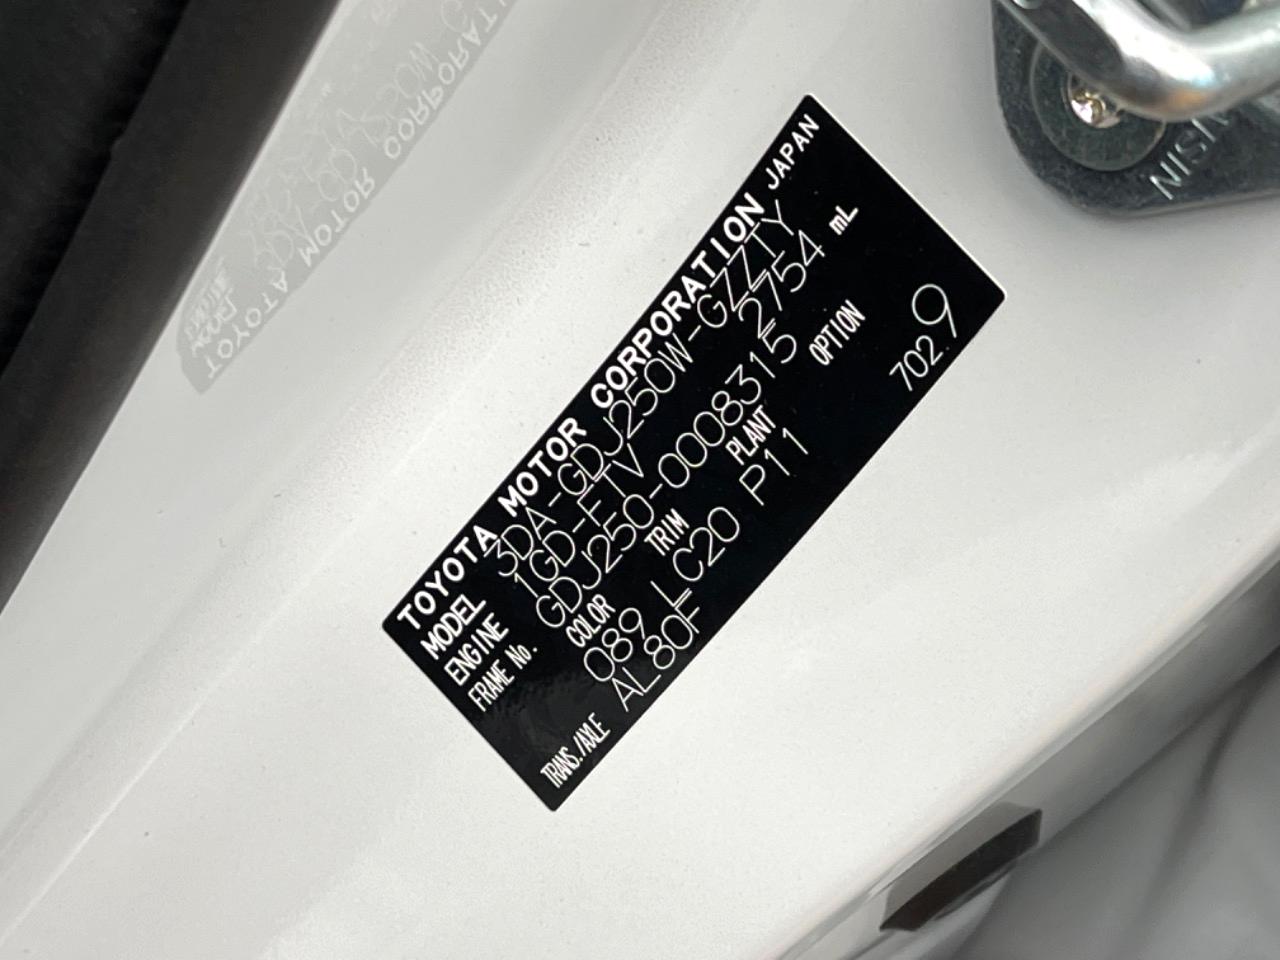 TOYOTA MOTOR CORPORATION JAPAN
MODEL 3DA-GDJ250W-GZZTY
ENGINE 1GD-FTV 2754 mL
FRAME No. GDJ250-0008315
COLOR TRIM PLANT OPTION
089 LC20 P11
TRANS./AXLE AL80F
702 9